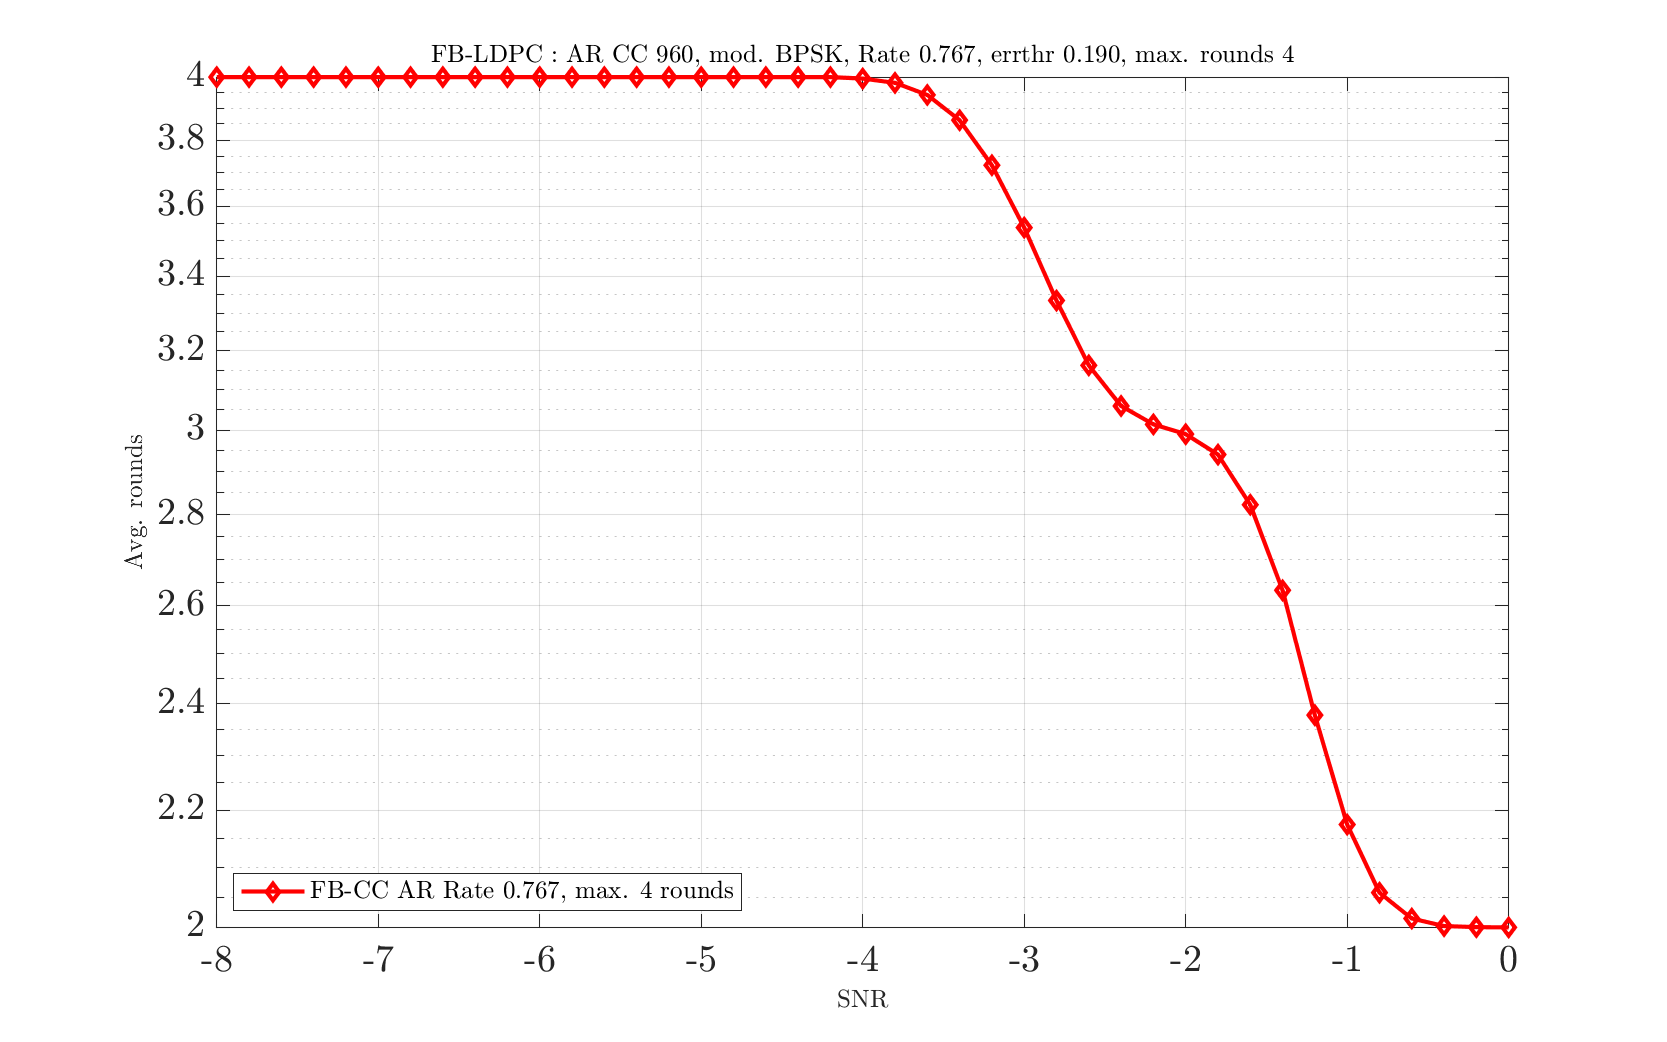 FB-LDPC : AR CC 960, mod. BPSK, Rate 0.767, errthr 0.190, max. rounds 4
4
3.8
3.6
3.4
3.2
3
2.8
2.6
2.4
2.2
2
Avg. rounds
FB-CC AR Rate 0.767, max. 4 rounds
-8 -7 -6 -5 -4 -3 -2 -1 0
SNR